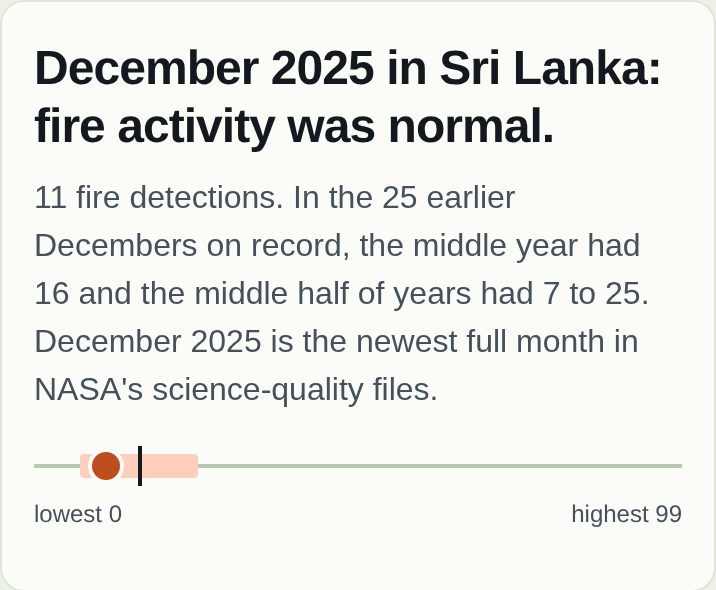 December 2025 in Sri Lanka:
fire activity was normal.
11 fire detections. In the 25 earlier
Decembers on record, the middle year had
16 and the middle half of years had 7 to 25.
December 2025 is the newest full month in
NASA's science-quality files.
lowest 0
highest 99